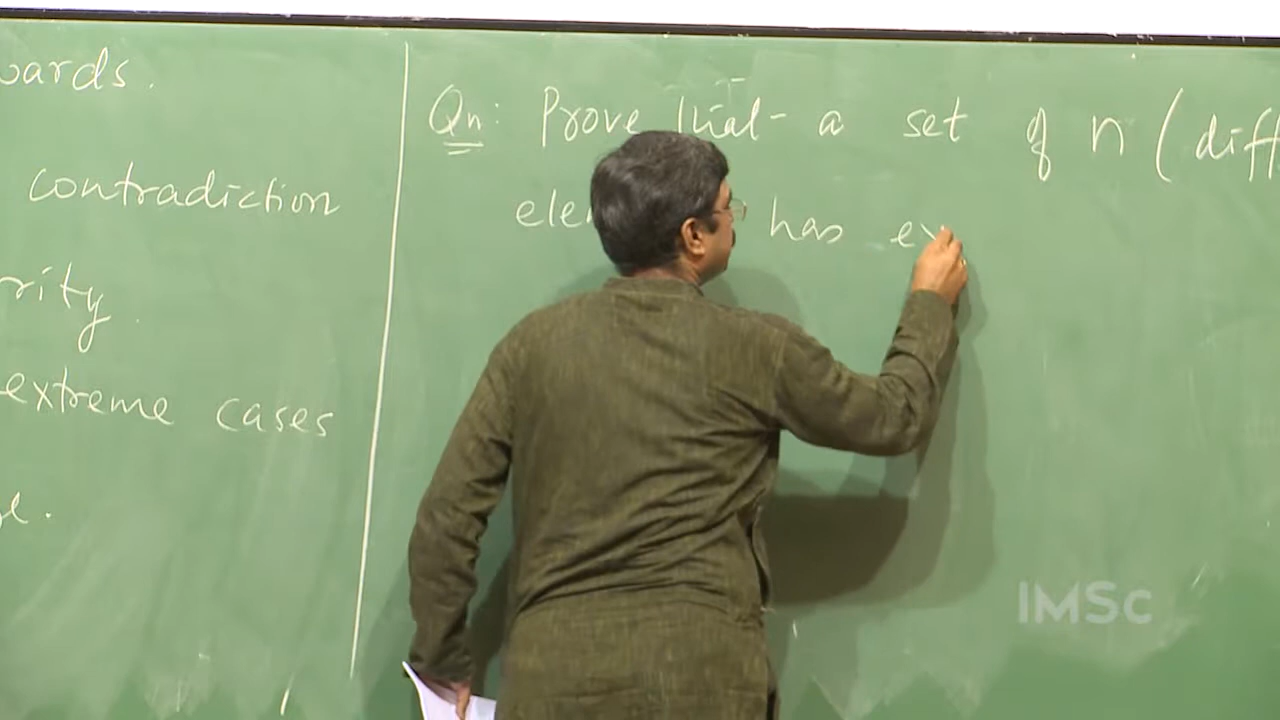 wards.
contradiction
rity.
extreme cases
Qn: Prove that a set of n (diff
ele has ex
IMSc